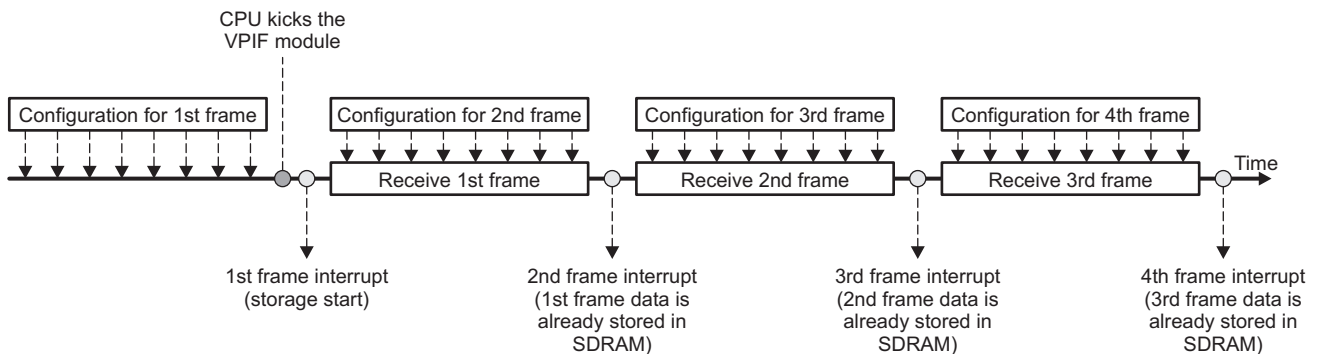 CPU kicks the
VPIF module
Configuration for 1st frame
Configuration for 2nd frame
Configuration for 3rd frame
Configuration for 4th frame
Receive 1st frame
Receive 2nd frame
Receive 3rd frame
Time
1st frame interrupt
(storage start)
2nd frame interrupt
(1st frame data is
already stored in
SDRAM)
3rd frame interrupt
(2nd frame data is
already stored in
SDRAM)
4th frame interrupt
(3rd frame data is
already stored in
SDRAM)